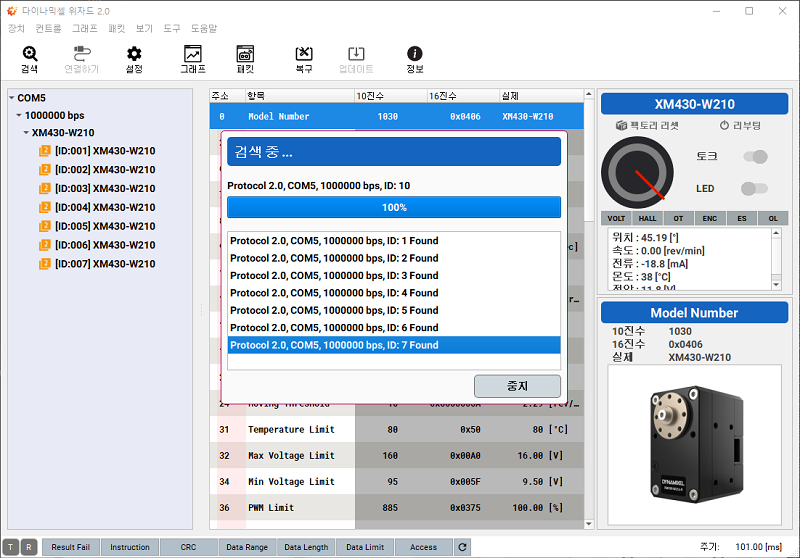 다이나믹셀 위자드 2.0
장치 컨트롤 그래프 패킷 보기 도구 도움말
검색 연결하기 설정 그래프 패킷 복구 업데이트 정보
COM5
1000000 bps
XM430-W210
2 [ID:001] XM430-W210
2 [ID:002] XM430-W210
2 [ID:003] XM430-W210
2 [ID:004] XM430-W210
2 [ID:005] XM430-W210
2 [ID:006] XM430-W210
2 [ID:007] XM430-W210
주소 항목 10진수 16진수 실제
0 Model Number 1030 0x0406 XM430-W210
검색 중 ...
Protocol 2.0, COM5, 1000000 bps, ID: 10
100%
Protocol 2.0, COM5, 1000000 bps, ID: 1 Found
Protocol 2.0, COM5, 1000000 bps, ID: 2 Found
Protocol 2.0, COM5, 1000000 bps, ID: 3 Found
Protocol 2.0, COM5, 1000000 bps, ID: 4 Found
Protocol 2.0, COM5, 1000000 bps, ID: 5 Found
Protocol 2.0, COM5, 1000000 bps, ID: 6 Found
Protocol 2.0, COM5, 1000000 bps, ID: 7 Found
중지
24 Moving Threshold 10 0x0000000A 2.29 [rev/…
31 Temperature Limit 80 0x50 80 [°C]
32 Max Voltage Limit 160 0x00A0 16.00 [V]
34 Min Voltage Limit 95 0x005F 9.50 [V]
36 PWM Limit 885 0x0375 100.00 [%]
XM430-W210
팩토리 리셋 리부팅
토크
LED
VOLT HALL OT ENC ES OL
위치 : 45.19 [°]
속도 : 0.00 [rev/min]
전류 : -18.8 [mA]
온도 : 38 [°C]
전압 : 11.8 [V]
Model Number
10진수 1030
16진수 0x0406
실제 XM430-W210
DYNAMIXEL
T R Result Fail Instruction CRC Data Range Data Length Data Limit Access
주기: 101.00 [ms]